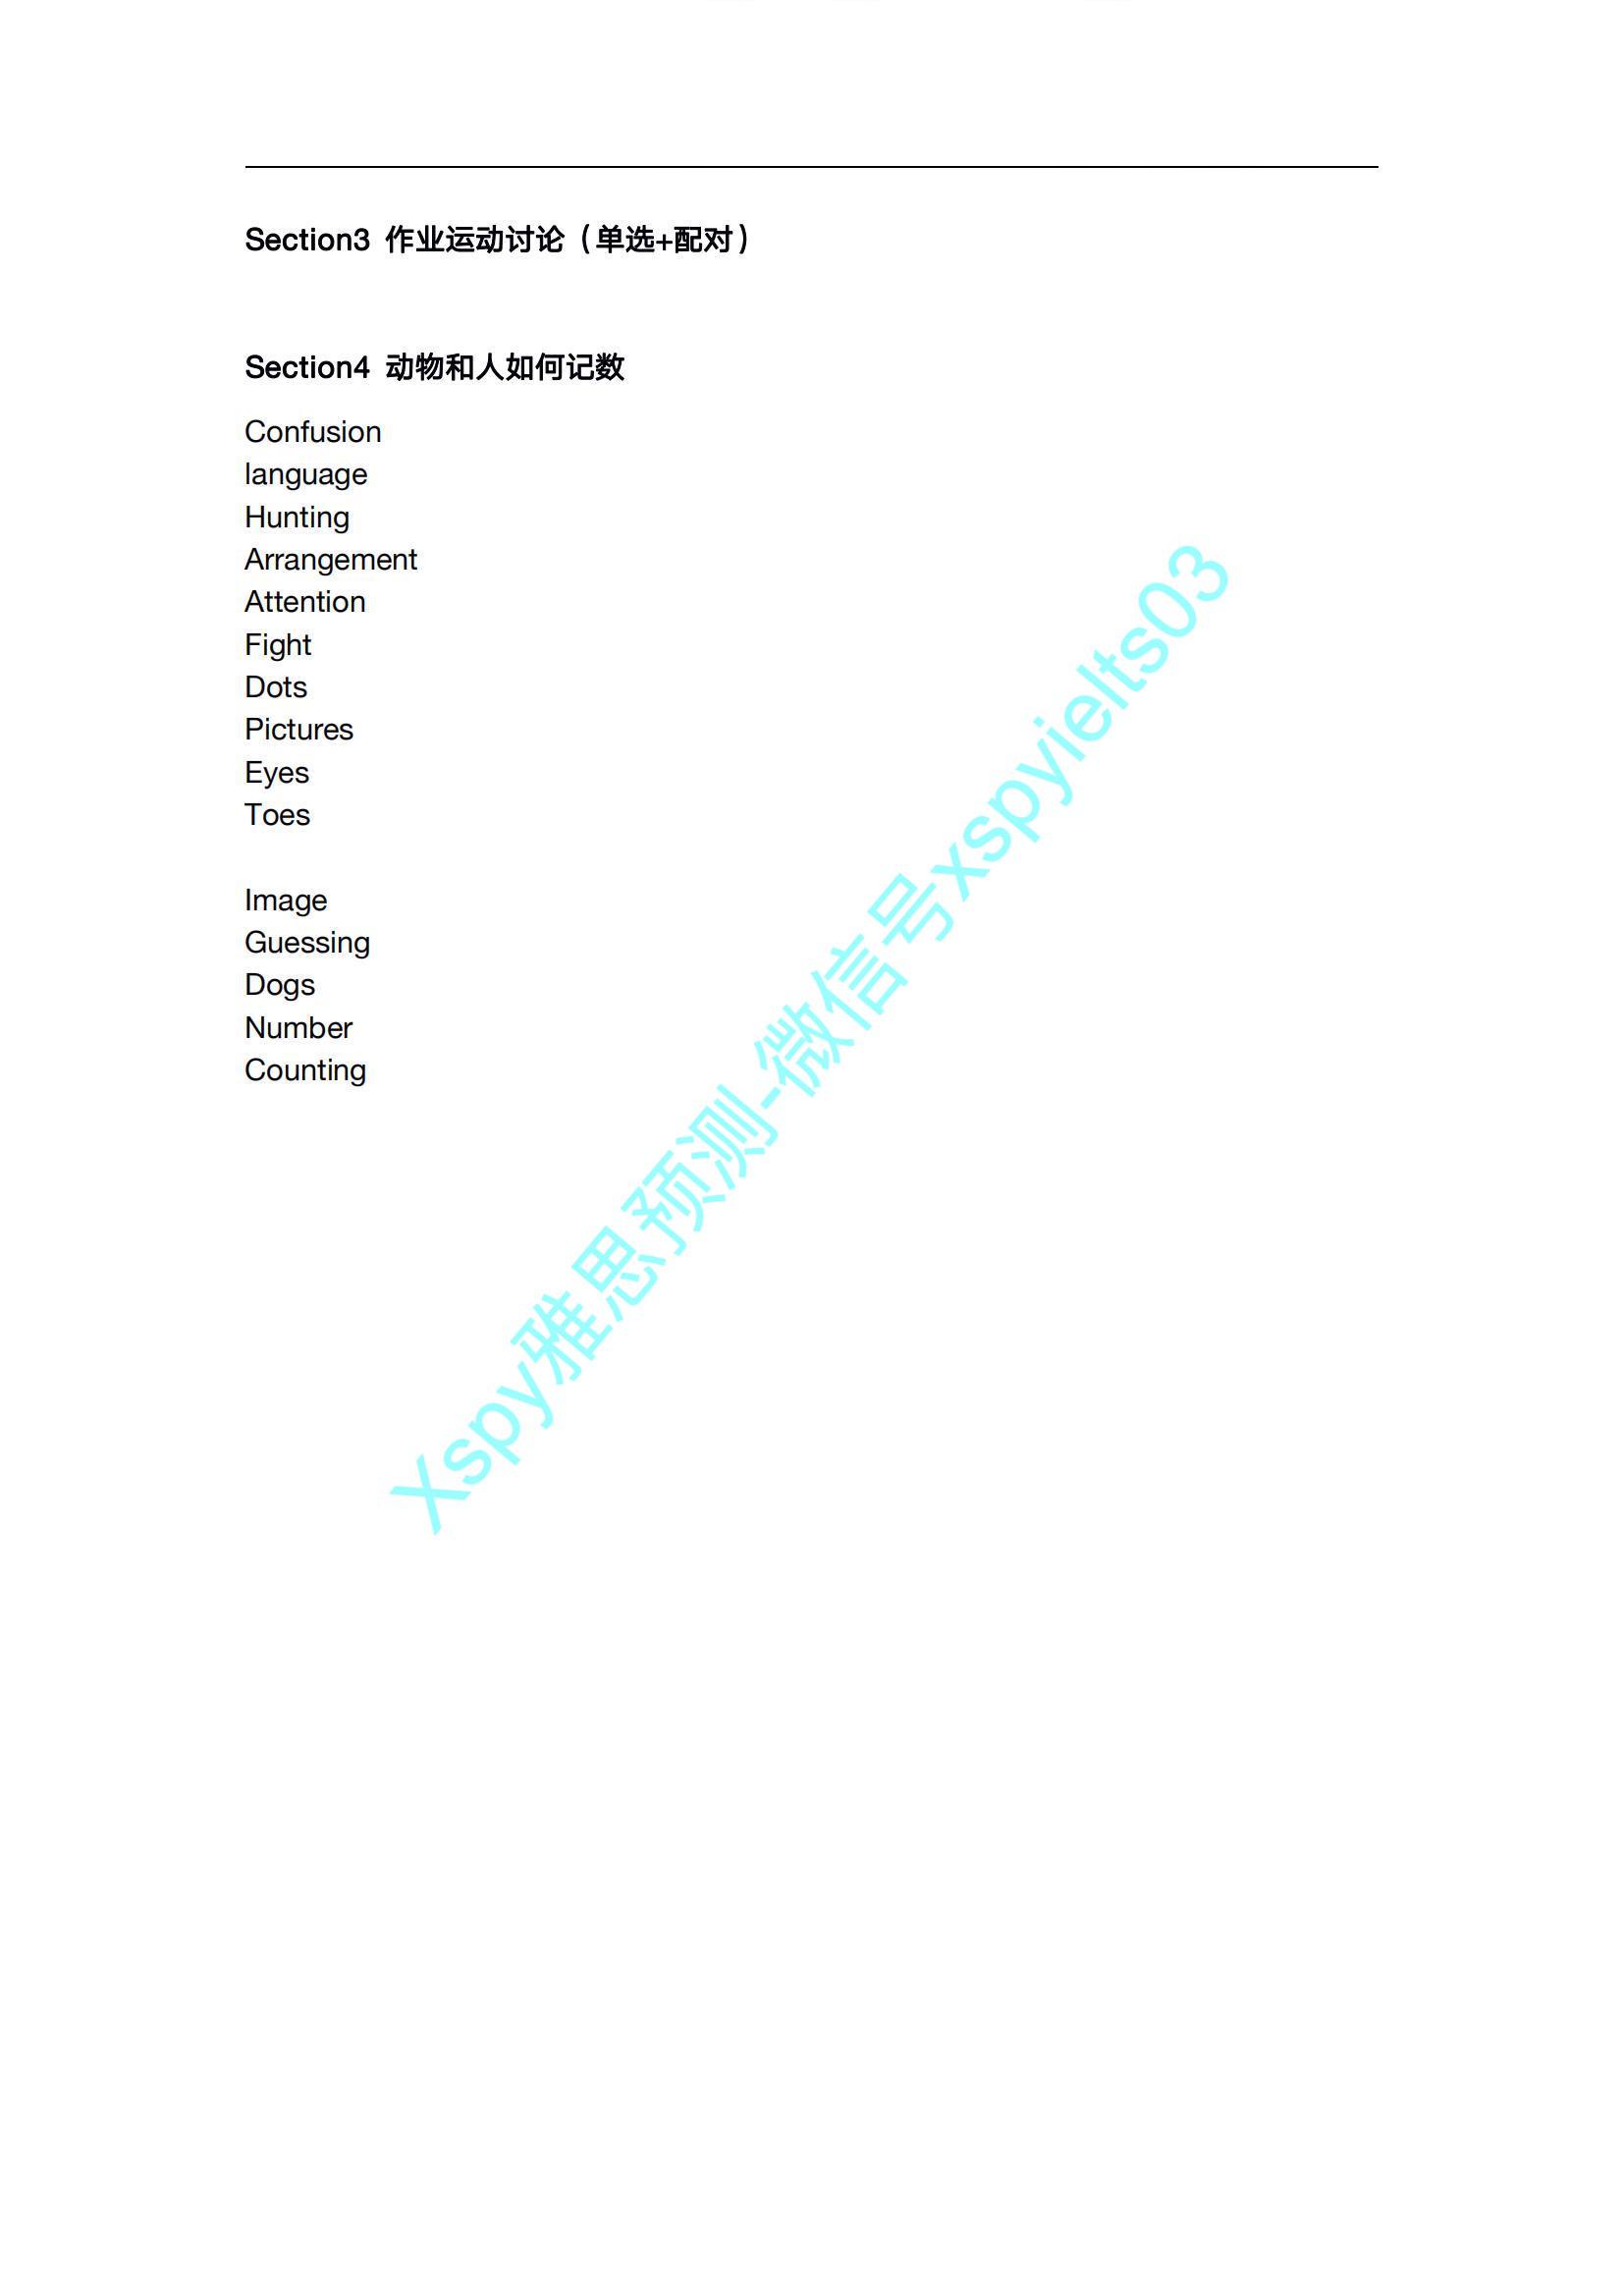 Section3 作业运动讨论（单选+配对）
Section4 动物和人如何记数
Confusion
language
Hunting
Arrangement
Attention
Fight
Dots
Pictures
Eyes
Toes
Image
Guessing
Dogs
Number
Counting
Xspy雅思预测-微信号xspyielts03